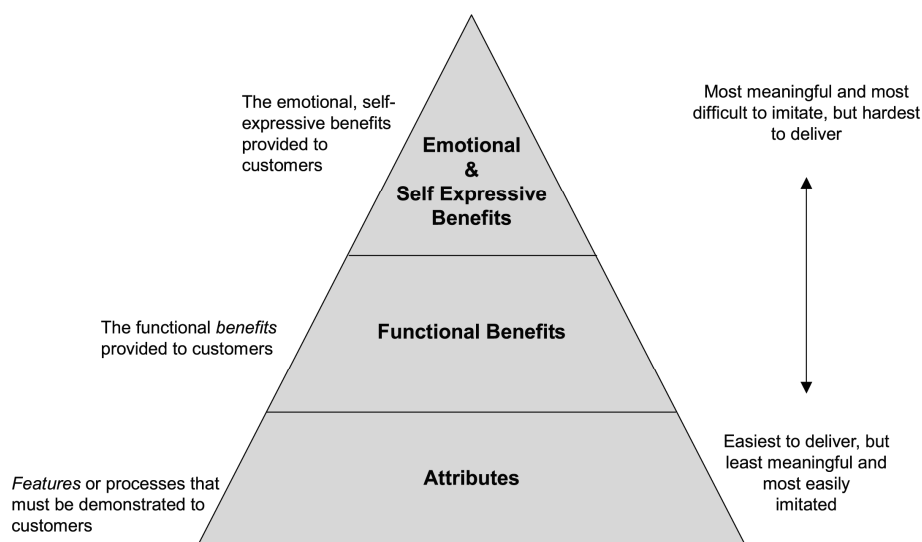 The emotional, self-
expressive benefits
provided to
customers
Emotional
&
Self Expressive
Benefits
Most meaningful and most
difficult to imitate, but hardest
to deliver
The functional benefits
provided to customers
Functional Benefits
Features or processes that
must be demonstrated to
customers
Attributes
Easiest to deliver, but
least meaningful and
most easily
imitated